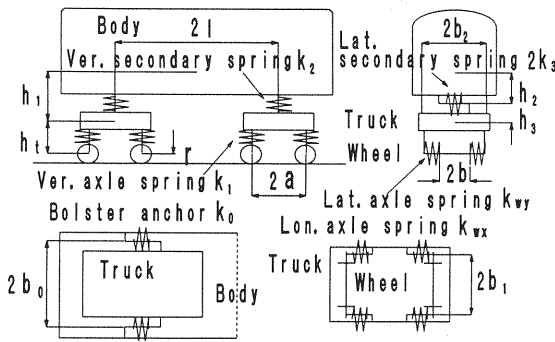 Body
2l
Ver. secondary spring k₂
h₁
hₜ
r
2a
Ver. axle spring k₁
2b₂
Lat. secondary spring 2k₃
h₂
h₃
Truck
Wheel
2b
Lat. axle spring k_wy
Bolster anchor k₀
2b₀
Truck
Body
Lon. axle spring k_wx
Truck
Wheel
2b₁